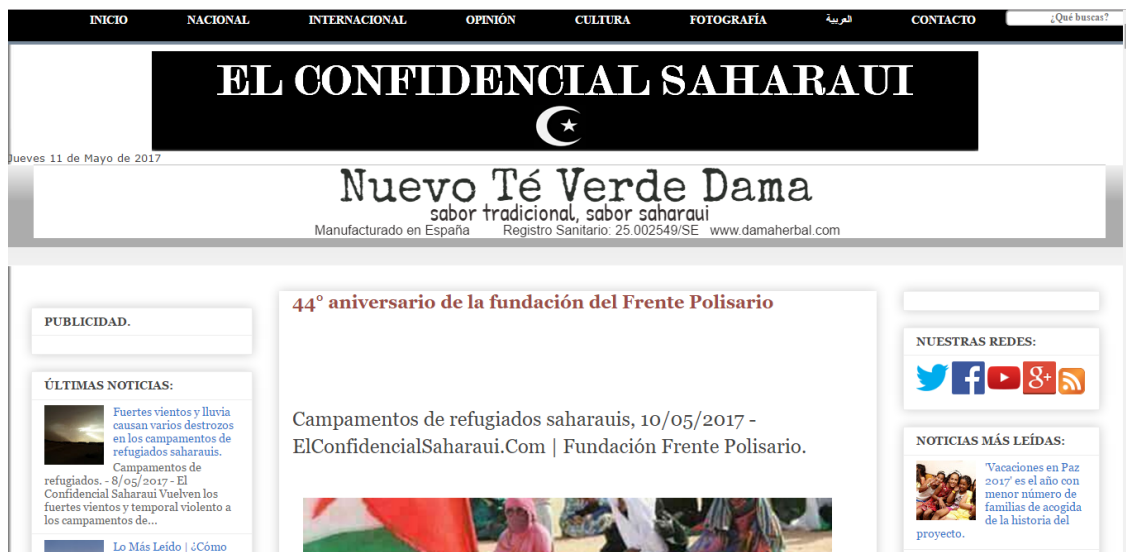 INICIO NACIONAL INTERNACIONAL OPINIÓN CULTURA FOTOGRAFÍA العربية CONTACTO ¿Qué buscas?
EL CONFIDENCIAL SAHARAUI
Jueves 11 de Mayo de 2017
Nuevo Té Verde Dama
sabor tradicional, sabor saharaui
Manufacturado en España Registro Sanitario: 25.002549/SE www.damaherbal.com
PUBLICIDAD.
ÚLTIMAS NOTICIAS:
Fuertes vientos y lluvia
causan varios destrozos
en los campamentos de
refugiados saharauis.
Campamentos de
refugiados. - 8/05/2017 - El
Confidencial Saharaui Vuelven los
fuertes vientos y temporal violento a
los campamentos de...
Lo Más Leído | ¿Cómo
44° aniversario de la fundación del Frente Polisario
Campamentos de refugiados saharauis, 10/05/2017 -
ElConfidencialSaharaui.Com | Fundación Frente Polisario.
NUESTRAS REDES:
g+
NOTICIAS MÁS LEÍDAS:
'Vacaciones en Paz
2017' es el año con
menor número de
familias de acogida
de la historia del
proyecto.